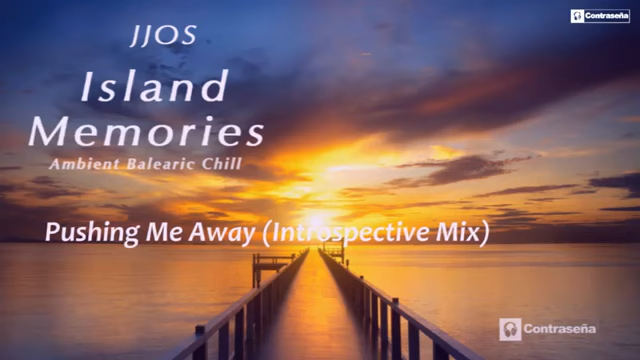 Contraseña
JJOS
Island
Memories
Ambient Balearic Chill
Pushing Me Away (Introspective Mix)
Contraseña